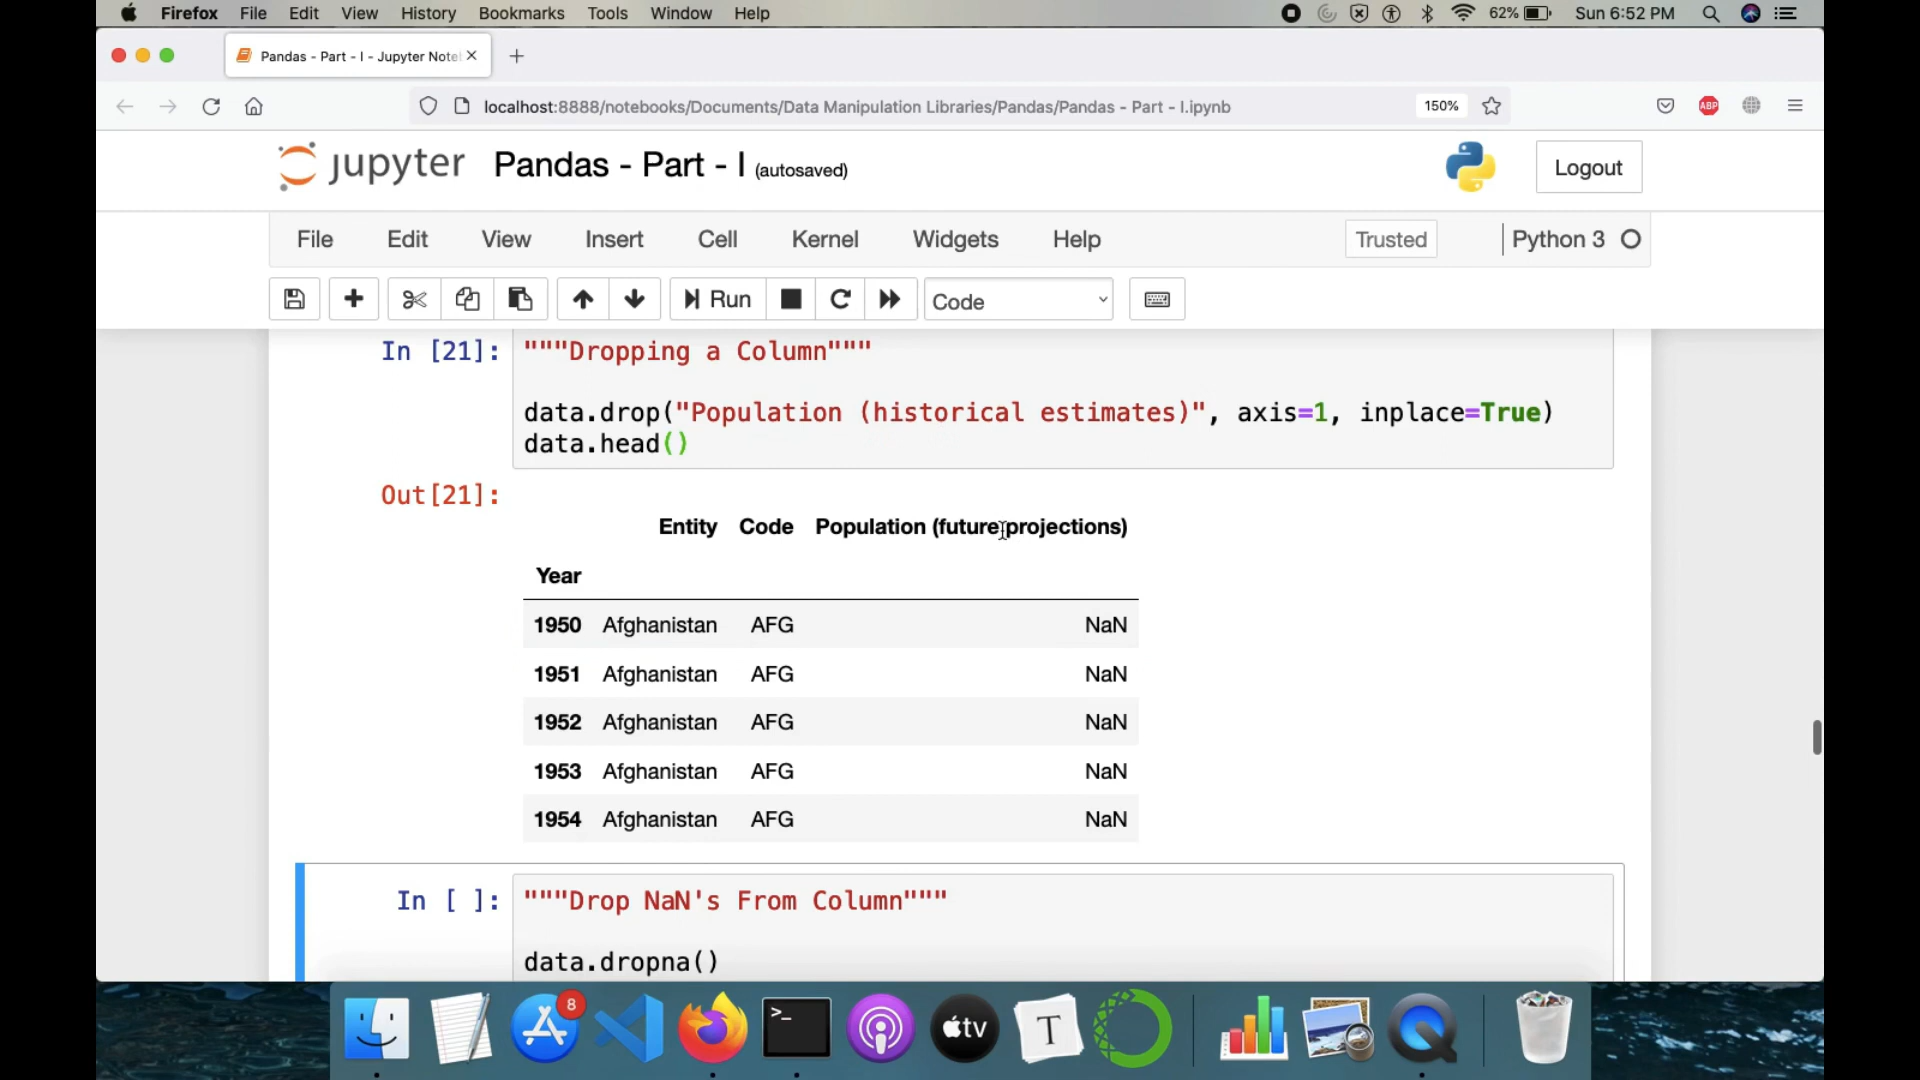 Firefox File Edit View History Bookmarks Tools Window Help 62% Sun 6:52 PM
Pandas - Part - I - Jupyter Note
localhost:8888/notebooks/Documents/Data Manipulation Libraries/Pandas/Pandas - Part - I.ipynb 150% ABP
jupyter Pandas - Part - I (autosaved) Logout
File Edit View Insert Cell Kernel Widgets Help Trusted Python 3
Run Code
In [21]: """Dropping a Column"""
data.drop("Population (historical estimates)", axis=1, inplace=True)
data.head()
Out[21]:
Entity Code Population (future projections)
Year
1950 Afghanistan AFG NaN
1951 Afghanistan AFG NaN
1952 Afghanistan AFG NaN
1953 Afghanistan AFG NaN
1954 Afghanistan AFG NaN
In [ ]: """Drop NaN's From Column"""
data.dropna()
8
>_ tv T